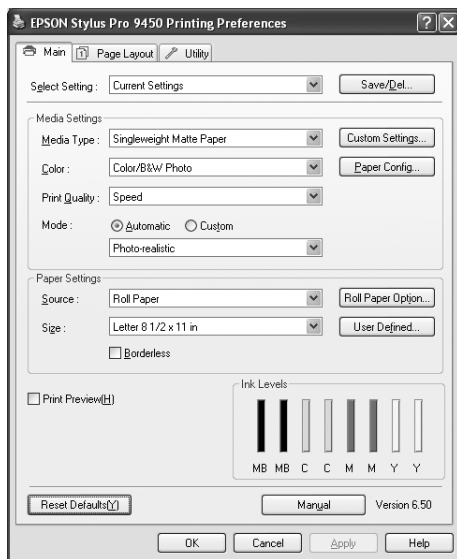 EPSON Stylus Pro 9450 Printing Preferences
Main Page Layout Utility
Select Setting : Current Settings Save/Del...
Media Settings
Media Type : Singleweight Matte Paper Custom Settings...
Color : Color/B&W Photo Paper Config...
Print Quality : Speed
Mode : Automatic Custom
Photo-realistic
Paper Settings
Source : Roll Paper Roll Paper Option...
Size : Letter 8 1/2 x 11 in User Defined...
Borderless
Print Preview(H)
Ink Levels
MB MB C C M M Y Y
Reset Defaults(Y) Manual Version 6.50
OK Cancel Apply Help